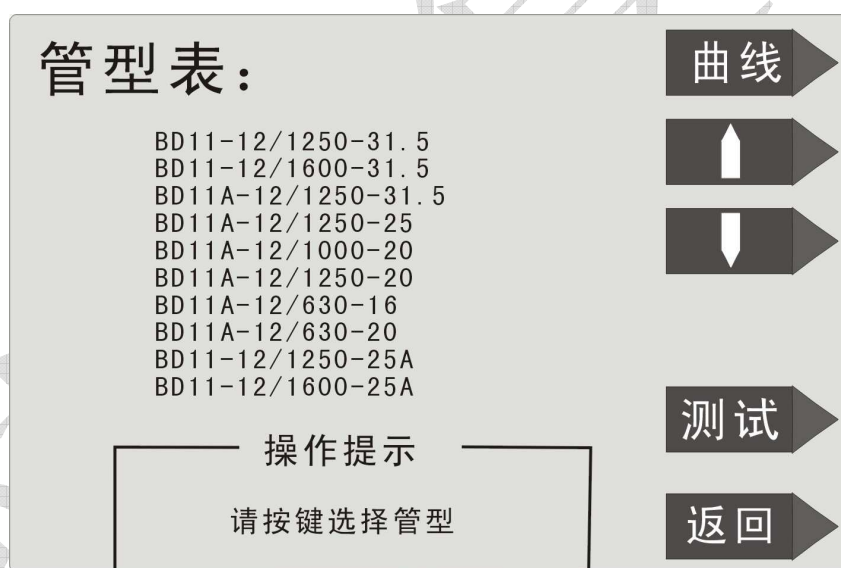 管型表：
BD11-12/1250-31.5
BD11-12/1600-31.5
BD11A-12/1250-31.5
BD11A-12/1250-25
BD11A-12/1000-20
BD11A-12/1250-20
BD11A-12/630-16
BD11A-12/630-20
BD11-12/1250-25A
BD11-12/1600-25A
操作提示
请按键选择管型
曲线
测试
返回